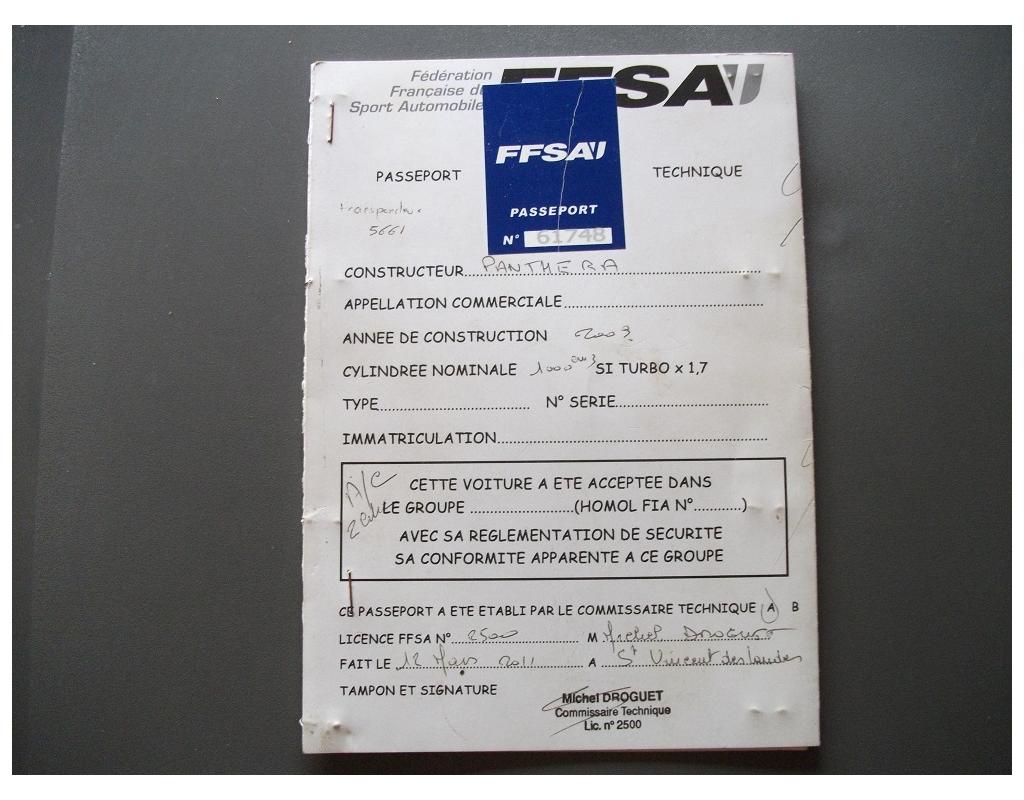 Fédération
Française du
Sport Automobile
FFSA
FFSA
PASSEPORT
N° 61748
PASSEPORT TECHNIQUE
transpondeur
5661
CONSTRUCTEUR PANTHERA
APPELLATION COMMERCIALE
ANNEE DE CONSTRUCTION 2003
CYLINDREE NOMINALE 1000 cm3 SI TURBO x 1,7
TYPE N° SERIE
IMMATRICULATION
A/C
CETTE VOITURE A ETE ACCEPTEE DANS
LE GROUPE (HOMOL FIA N° )
AVEC SA REGLEMENTATION DE SECURITE
SA CONFORMITE APPARENTE A CE GROUPE
CE PASSEPORT A ETE ETABLI PAR LE COMMISSAIRE TECHNIQUE A B
LICENCE FFSA N° 2500 M Michel DROGUET
FAIT LE 12 Mars 2011 A St Vincent des landes
TAMPON ET SIGNATURE
Michel DROGUET
Commissaire Technique
Lic. n° 2500